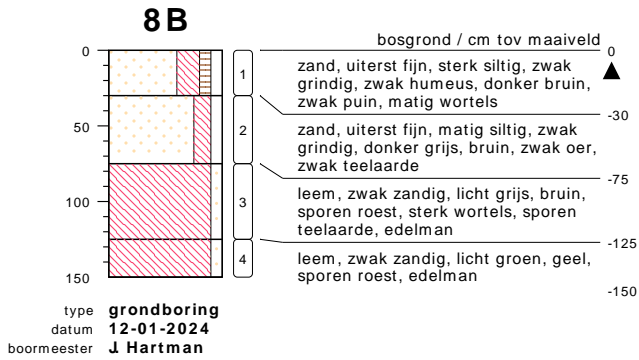 8B
bosgrond / cm tov maaiveld
0
0
1
zand, uiterst fijn, sterk siltig, zwak
grindig, zwak humeus, donker bruin,
zwak puin, matig wortels
-30
50
2
zand, uiterst fijn, matig siltig, zwak
grindig, donker grijs, bruin, zwak oer,
zwak teelaarde
-75
100
3
leem, zwak zandig, licht grijs, bruin,
sporen roest, sterk wortels, sporen
teelaarde, edelman
-125
4
leem, zwak zandig, licht groen, geel,
sporen roest, edelman
150
-150
type grondboring
datum 12-01-2024
boormeester J. Hartman